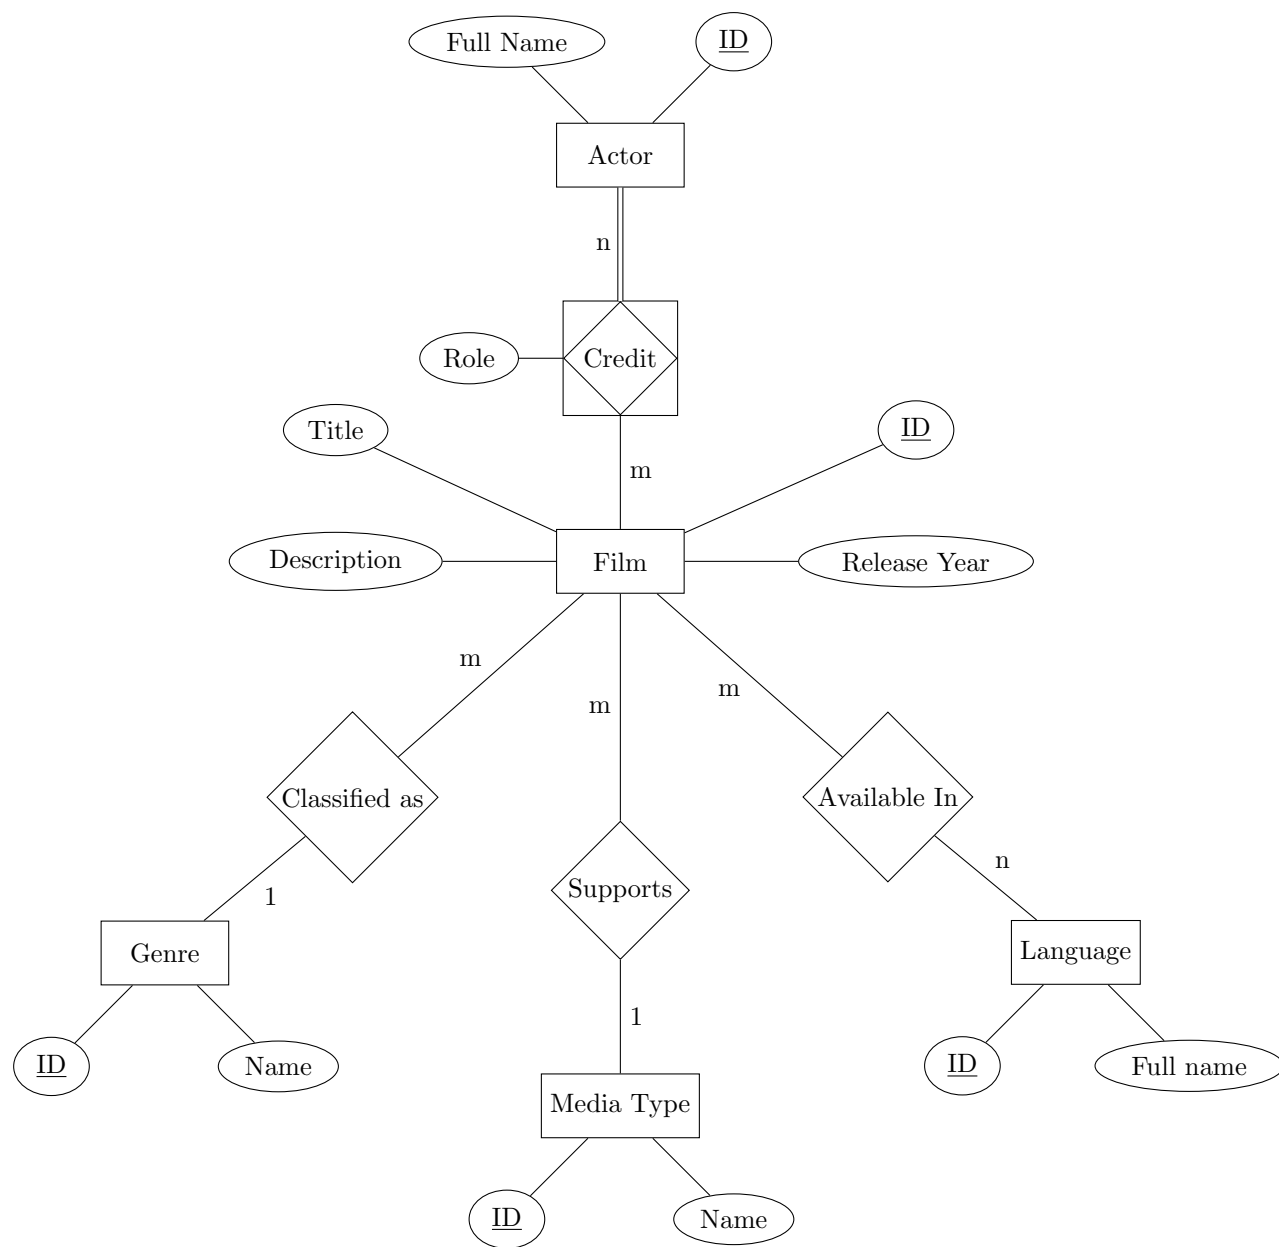 Full Name
ID
Actor
n
Role
Credit
Title
ID
m
Description
Film
Release Year
m
m
m
Classified as
Available In
Supports
n
1
Genre
Language
1
ID
Name
ID
Full name
Media Type
ID
Name